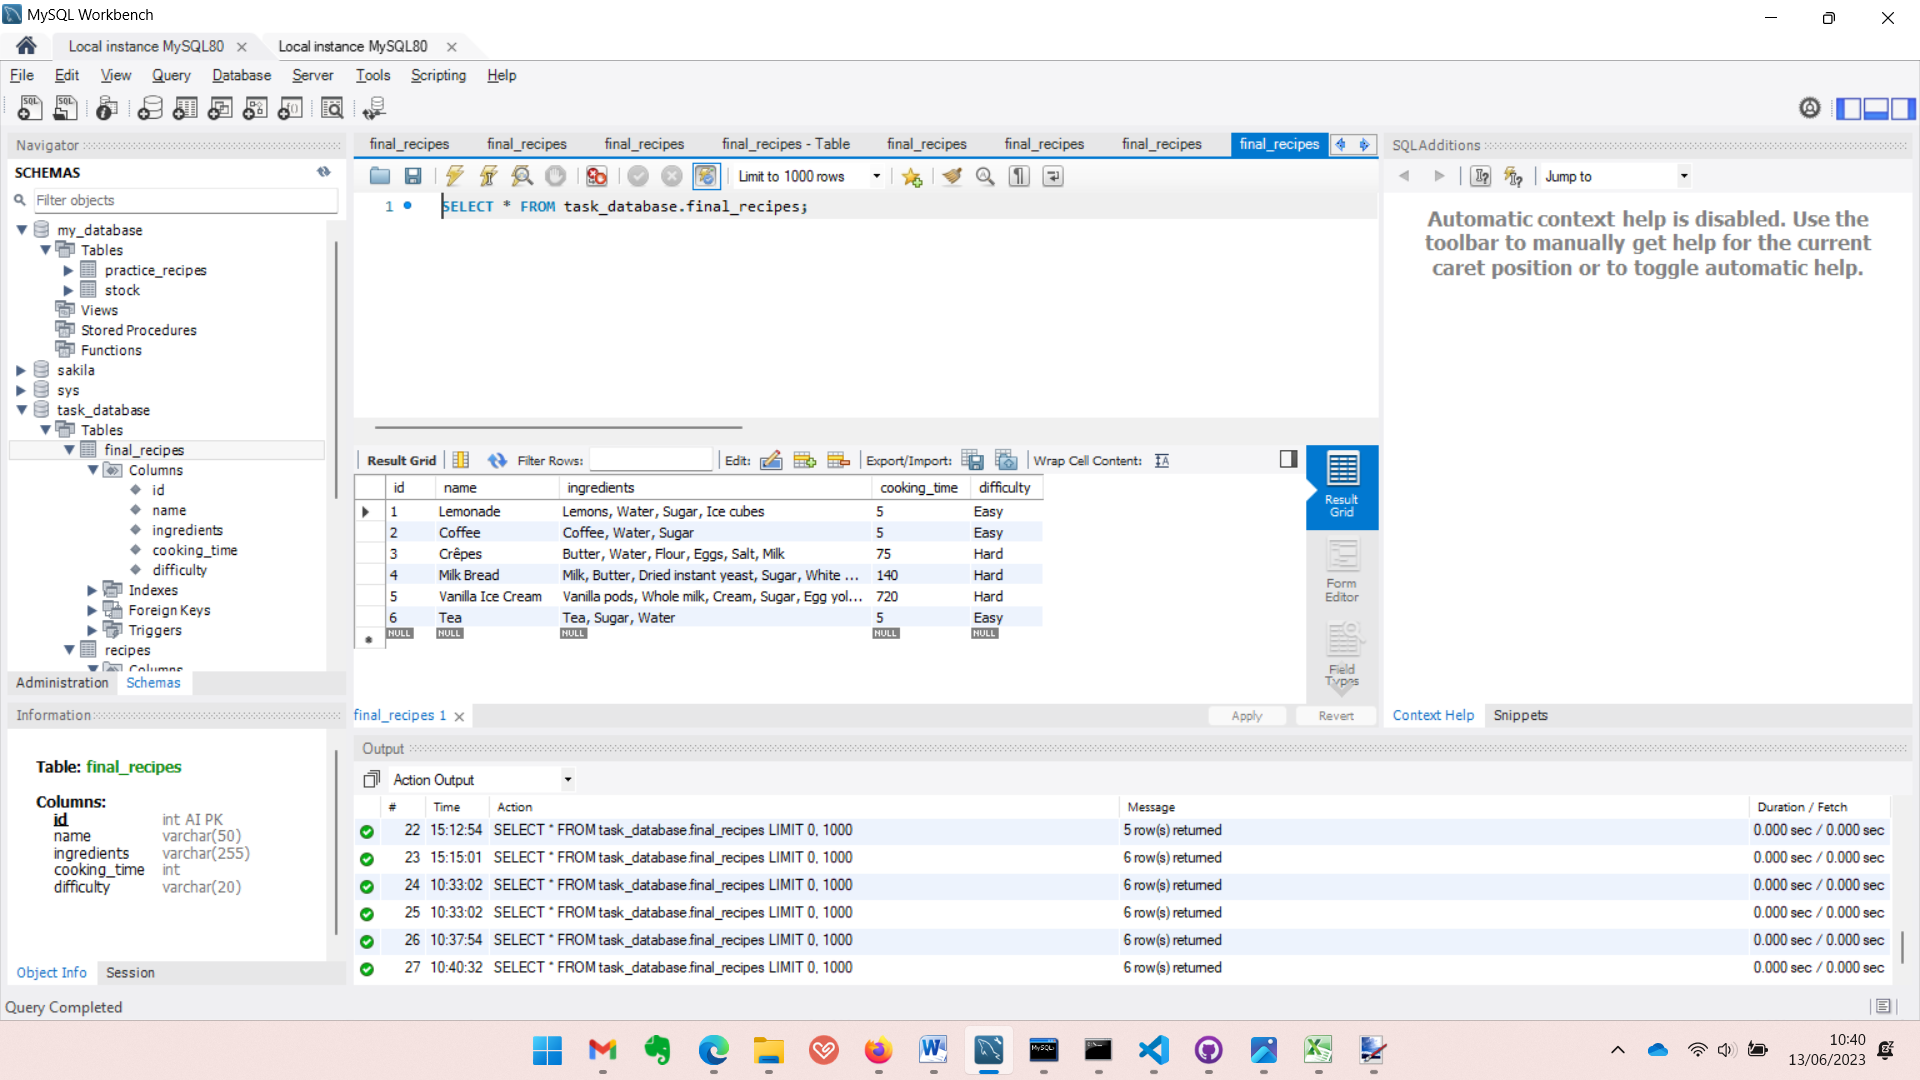 MySQL Workbench
Local instance MySQL80
Local instance MySQL80
File Edit View Query Database Server Tools Scripting Help
Navigator
SCHEMAS
Filter objects
my_database
Tables
practice_recipes
stock
Views
Stored Procedures
Functions
sakila
sys
task_database
Tables
final_recipes
Columns
id
name
ingredients
cooking_time
difficulty
Indexes
Foreign Keys
Triggers
recipes
Columns
Administration Schemas
Information
Table: final_recipes
Columns:
id int AI PK
name varchar(50)
ingredients varchar(255)
cooking_time int
difficulty varchar(20)
Object Info Session
Query Completed
final_recipes final_recipes final_recipes final_recipes - Table final_recipes final_recipes final_recipes final_recipes
Limit to 1000 rows
1 SELECT * FROM task_database.final_recipes;
Result Grid Filter Rows: Edit: Export/Import: Wrap Cell Content:
id name ingredients cooking_time difficulty
1 Lemonade Lemons, Water, Sugar, Ice cubes 5 Easy
2 Coffee Coffee, Water, Sugar 5 Easy
3 Crêpes Butter, Water, Flour, Eggs, Salt, Milk 75 Hard
4 Milk Bread Milk, Butter, Dried instant yeast, Sugar, White ... 140 Hard
5 Vanilla Ice Cream Vanilla pods, Whole milk, Cream, Sugar, Egg yol... 720 Hard
6 Tea Tea, Sugar, Water 5 Easy
NULL NULL NULL NULL NULL
Result
Grid
Form
Editor
Field
Types
final_recipes 1
Apply Revert
SQLAdditions
Jump to
Automatic context help is disabled. Use the
toolbar to manually get help for the current
caret position or to toggle automatic help.
Context Help Snippets
Output
Action Output
# Time Action Message Duration / Fetch
22 15:12:54 SELECT * FROM task_database.final_recipes LIMIT 0, 1000 5 row(s) returned 0.000 sec / 0.000 sec
23 15:15:01 SELECT * FROM task_database.final_recipes LIMIT 0, 1000 6 row(s) returned 0.000 sec / 0.000 sec
24 10:33:02 SELECT * FROM task_database.final_recipes LIMIT 0, 1000 6 row(s) returned 0.000 sec / 0.000 sec
25 10:33:02 SELECT * FROM task_database.final_recipes LIMIT 0, 1000 6 row(s) returned 0.000 sec / 0.000 sec
26 10:37:54 SELECT * FROM task_database.final_recipes LIMIT 0, 1000 6 row(s) returned 0.000 sec / 0.000 sec
27 10:40:32 SELECT * FROM task_database.final_recipes LIMIT 0, 1000 6 row(s) returned 0.000 sec / 0.000 sec
10:40
13/06/2023